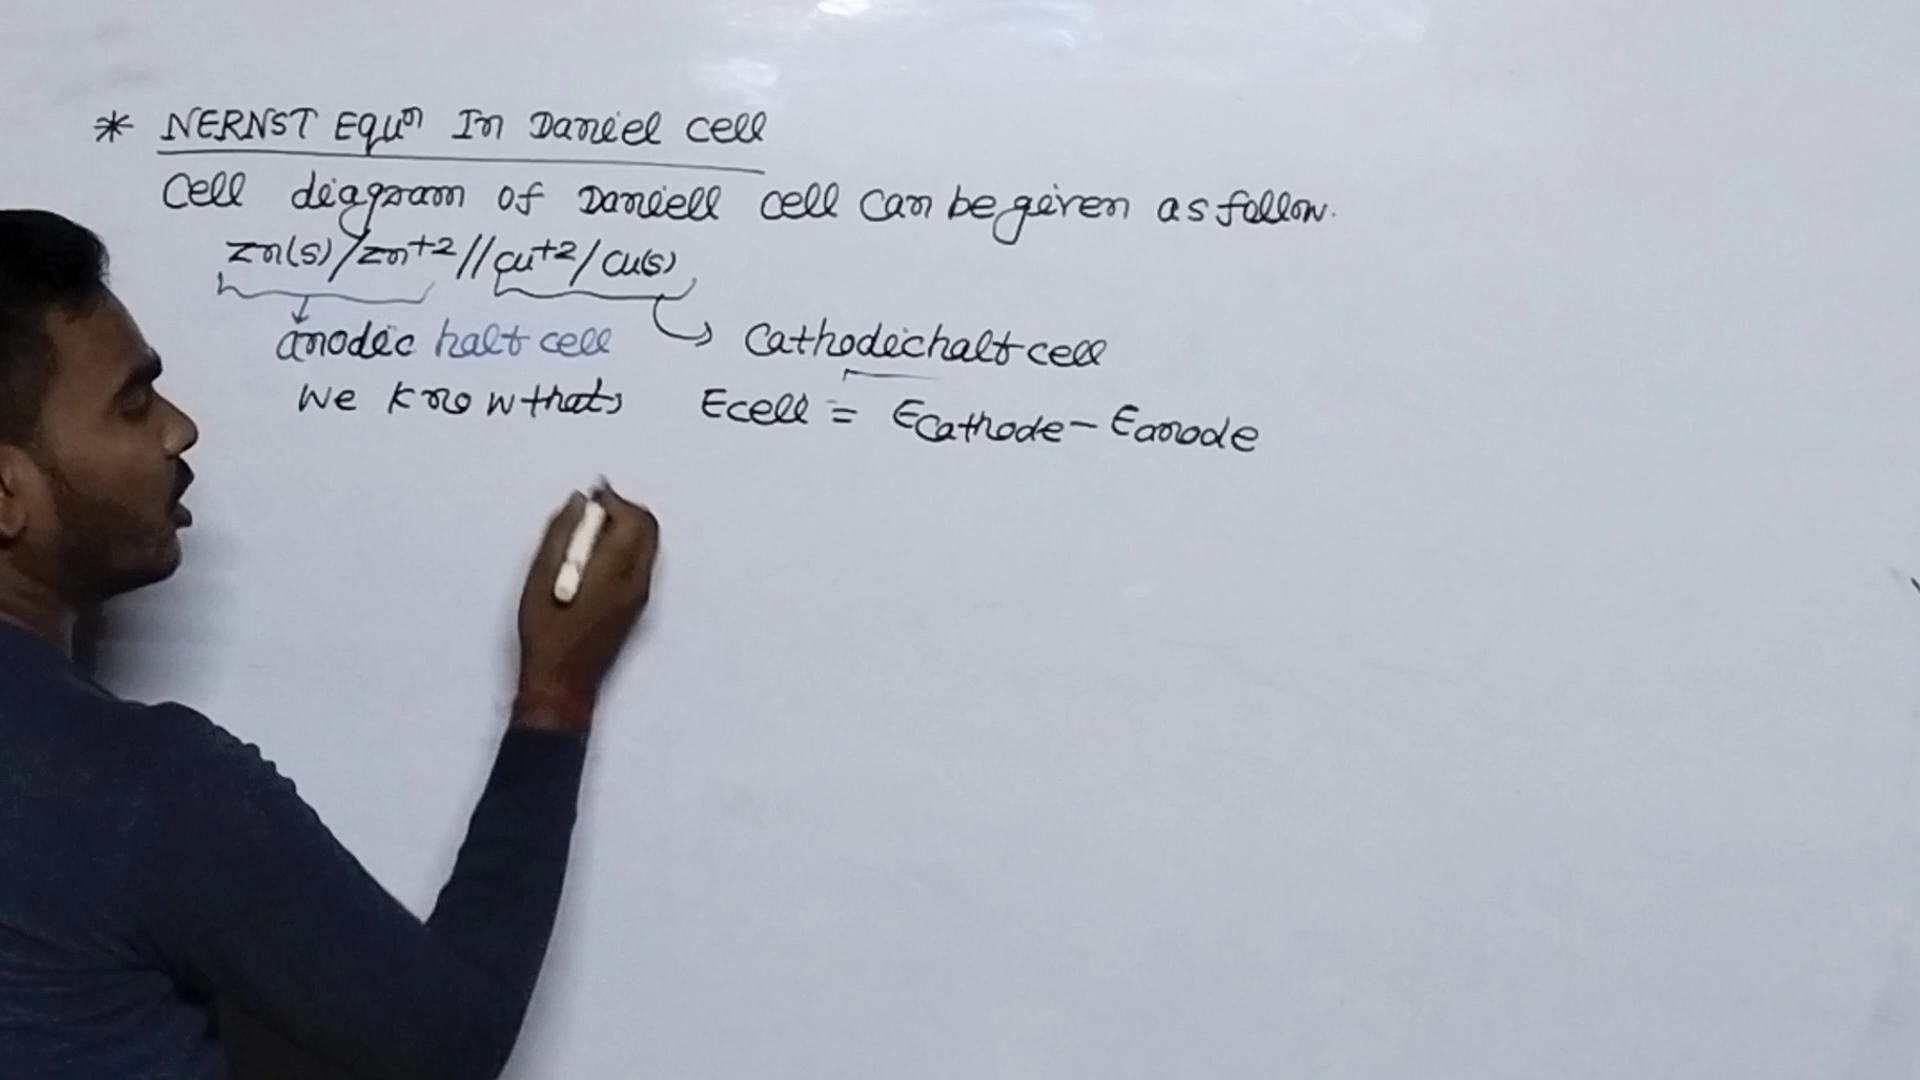 * NERNST Equⁿ In Daniel cell
Cell diagram of Daniell cell can be given as follow.
Zn(s)/Zn+2//Cu+2/Cu(s)
anodic half cell Cathodic half cell
We know that, Ecell = Ecathode - Eanode